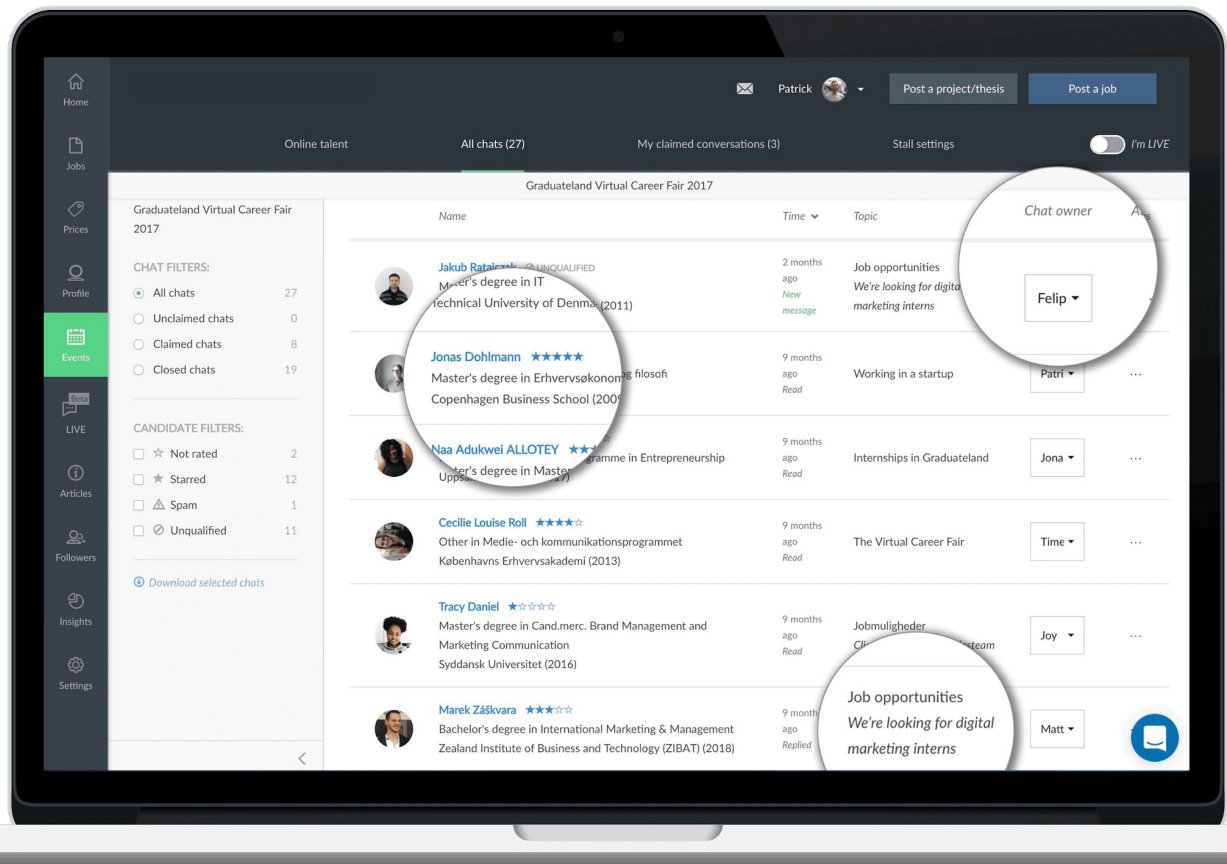 Home
Jobs
Prices
Profile
Events
Beta
LIVE
Articles
Followers
Insights
Settings
Patrick
Post a project/thesis
Post a job
Online talent
All chats (27)
My claimed conversations (3)
Stall settings
I'm LIVE
Graduateland Virtual Career Fair 2017
Graduateland Virtual Career Fair
2017
CHAT FILTERS:
All chats 27
Unclaimed chats 0
Claimed chats 8
Closed chats 19
CANDIDATE FILTERS:
Not rated 2
Starred 12
Spam 1
Unqualified 11
Download selected chats
Name
Time
Topic
Chat owner
Jakub Ratajczak UNQUALIFIED
degree in IT
Technical University of (2011)
2 months
ago
New
message
Job opportunities
We're looking for
marketing interns
Felip
Jonas Dohlmann ★★★★★
Master's degree in og filosofi
Copenhagen Business School
9 months
ago
Read
Working in a startup
Patri
...
Naa Adukwei ALLOTEY
degree in in Entrepreneurship
9 months
ago
Read
Internships in Graduateland
Jona
...
Cecilie Louise Roll ★★★★☆
Other in Medie- och kommunikationsprogrammet
Københavns Erhvervsakademi (2013)
9 months
ago
Read
The Virtual Career Fair
Time
...
Tracy Daniel ★☆☆☆☆
Master's degree in Cand.merc. Brand Management and
Marketing Communication
Syddansk Universitet (2016)
9 months
ago
Read
Jobmuligheder
Joy
...
Marek Záškvara ★★★☆☆
Bachelor's degree in International Marketing & Management
Zealand Institute of Business and Technology (ZIBAT) (2018)
9
ago
Replied
Job opportunities
We're looking for digital
marketing interns
Matt